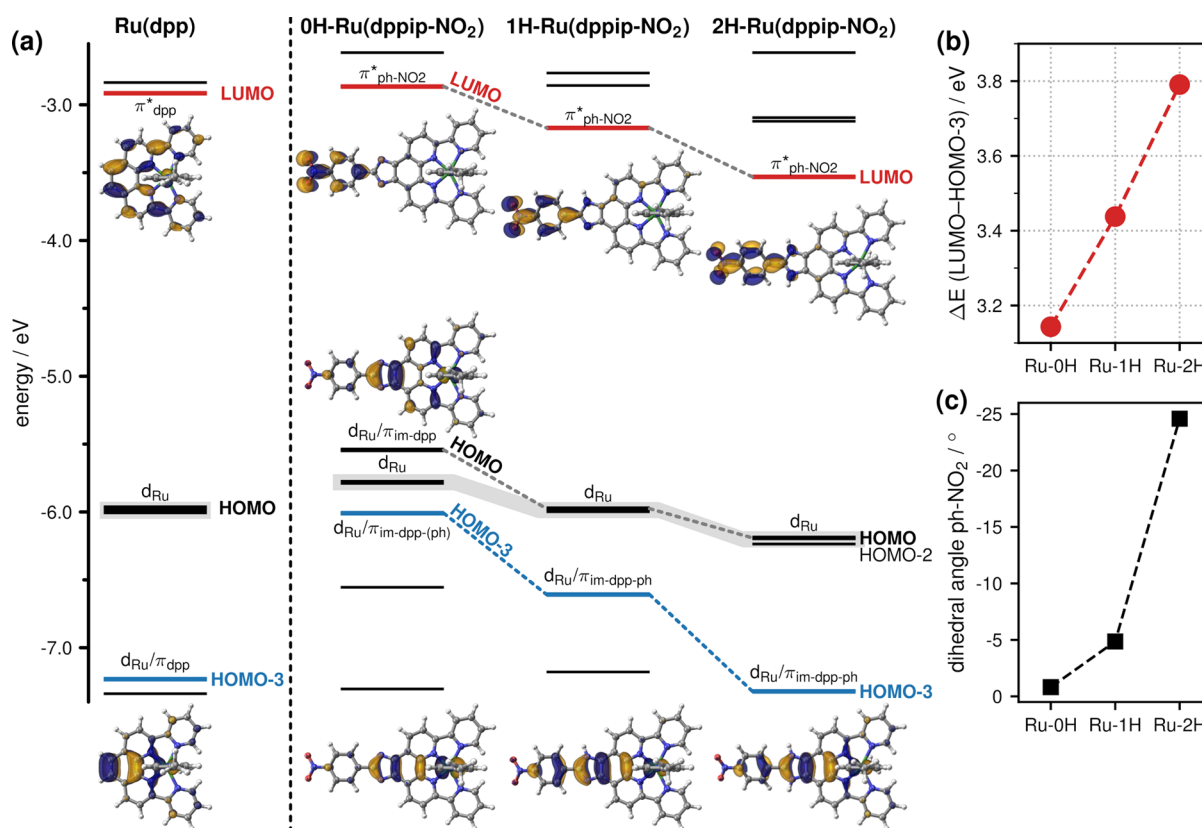 (a)
Ru(dpp)
0H-Ru(dppip-NO₂)
1H-Ru(dppip-NO₂)
2H-Ru(dppip-NO₂)
energy / eV
-3.0
-4.0
-5.0
-6.0
-7.0
LUMO
π*dpp
dRu
HOMO
dRu/πdpp
HOMO-3
π*ph-NO2
LUMO
dRu/πim-dpp
HOMO
dRu
dRu/πim-dpp-(ph)
HOMO-3
π*ph-NO2
dRu
dRu/πim-dpp-ph
π*ph-NO2
LUMO
dRu
HOMO
HOMO-2
dRu/πim-dpp-ph
HOMO-3
(b)
ΔE (LUMO–HOMO-3) / eV
3.8
3.6
3.4
3.2
Ru-0H
Ru-1H
Ru-2H
(c)
dihedral angle ph-NO₂ / °
-25
-20
-15
-10
-5
0
Ru-0H
Ru-1H
Ru-2H